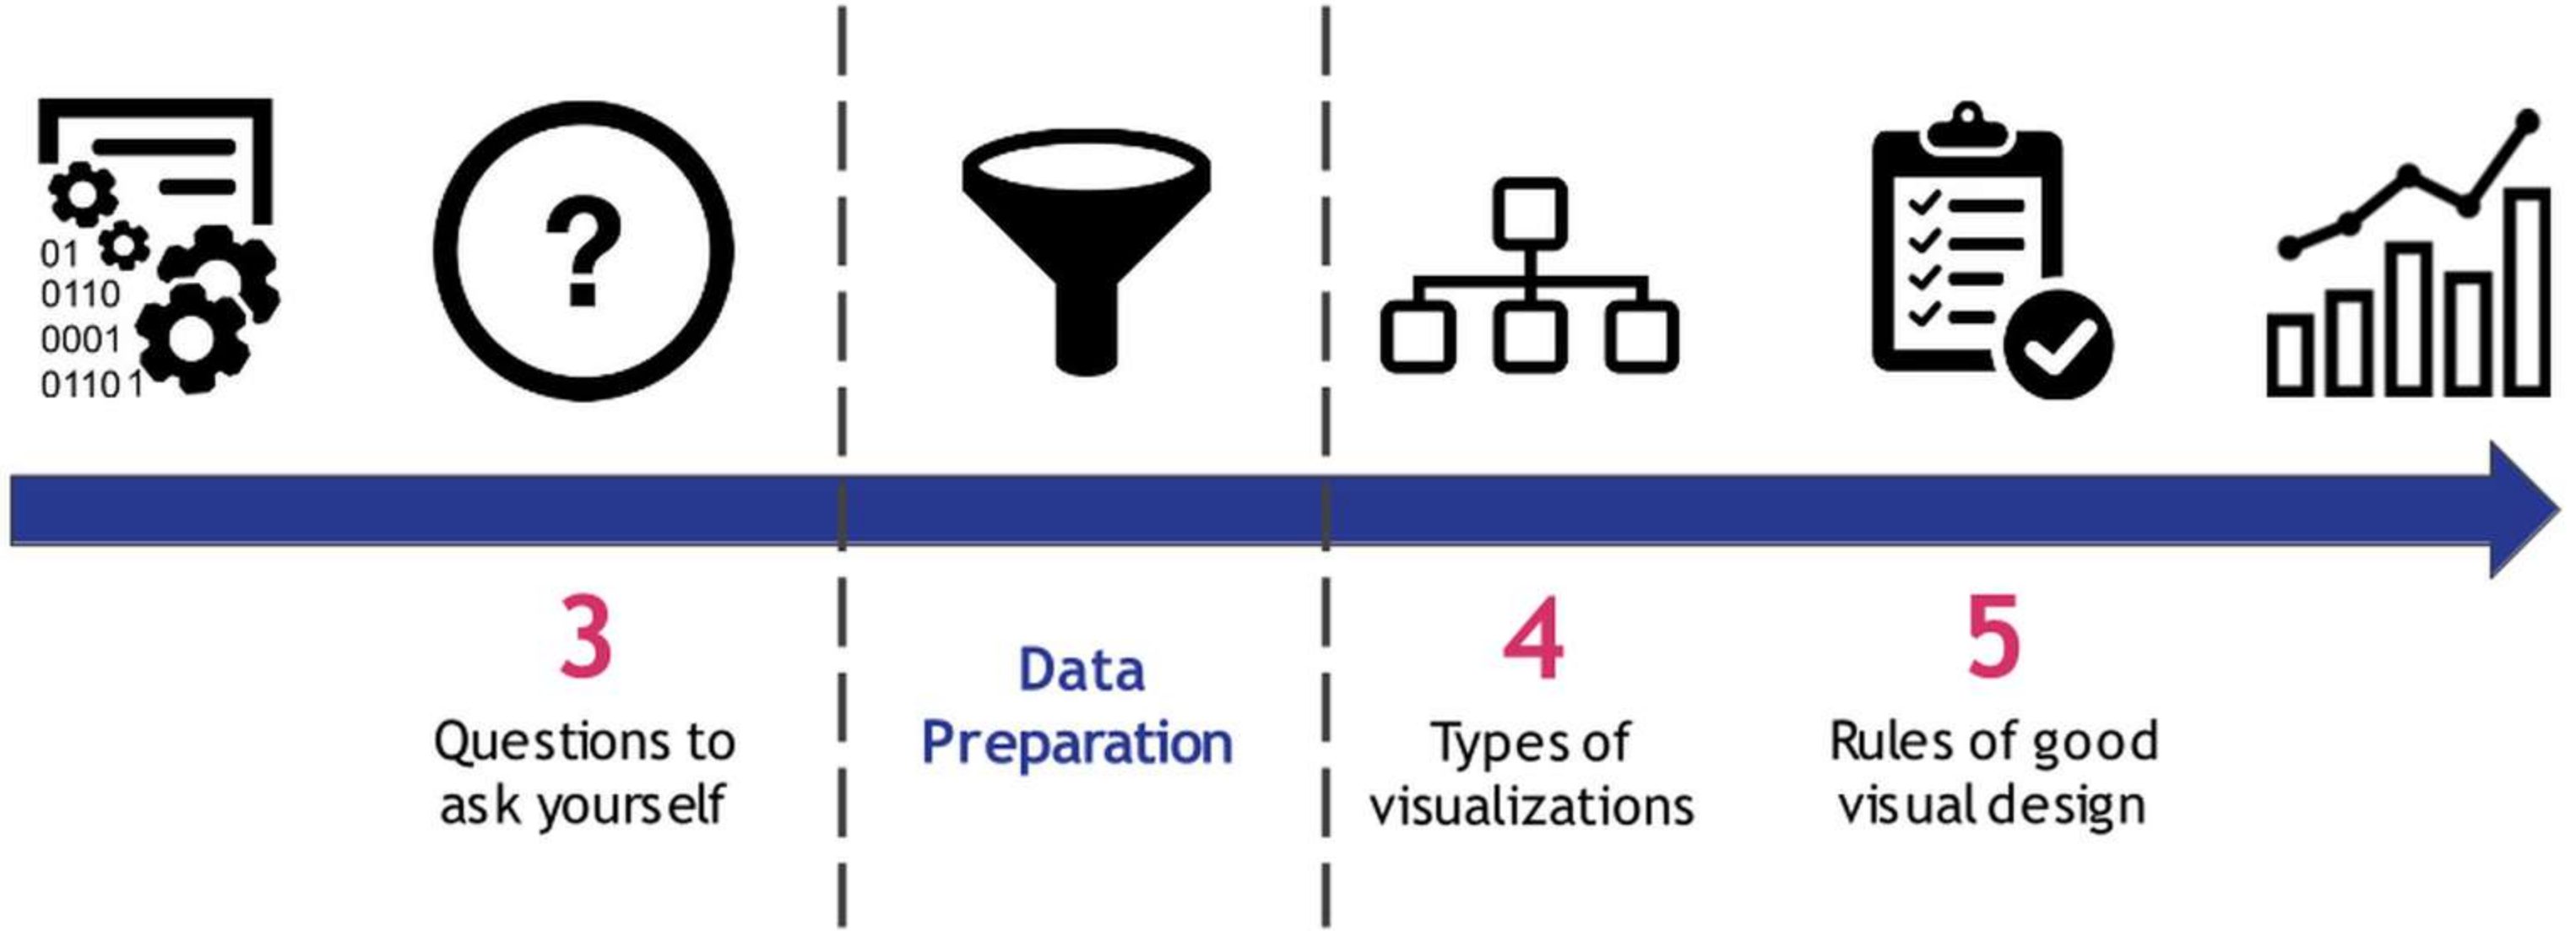 01
0110
0001
01101
?
3
Questions to
ask yourself
Data
Preparation
4
Types of
visualizations
5
Rules of good
visual design